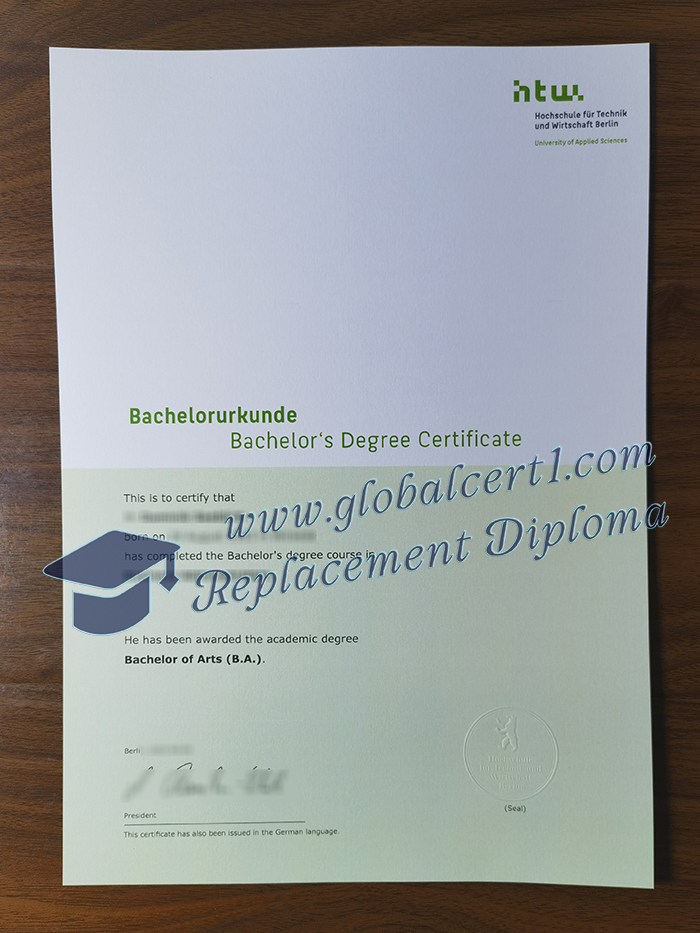 htw.
Hochschule für Technik
und Wirtschaft Berlin
University of Applied Sciences
Bachelorurkunde
Bachelor's Degree Certificate
This is to certify that
born on
has completed the Bachelor's degree course in
www.globalcert1.com
Replacement Diploma
He has been awarded the academic degree
Bachelor of Arts (B.A.).
Berli
President
(Seal)
This certificate has also been issued in the German language.